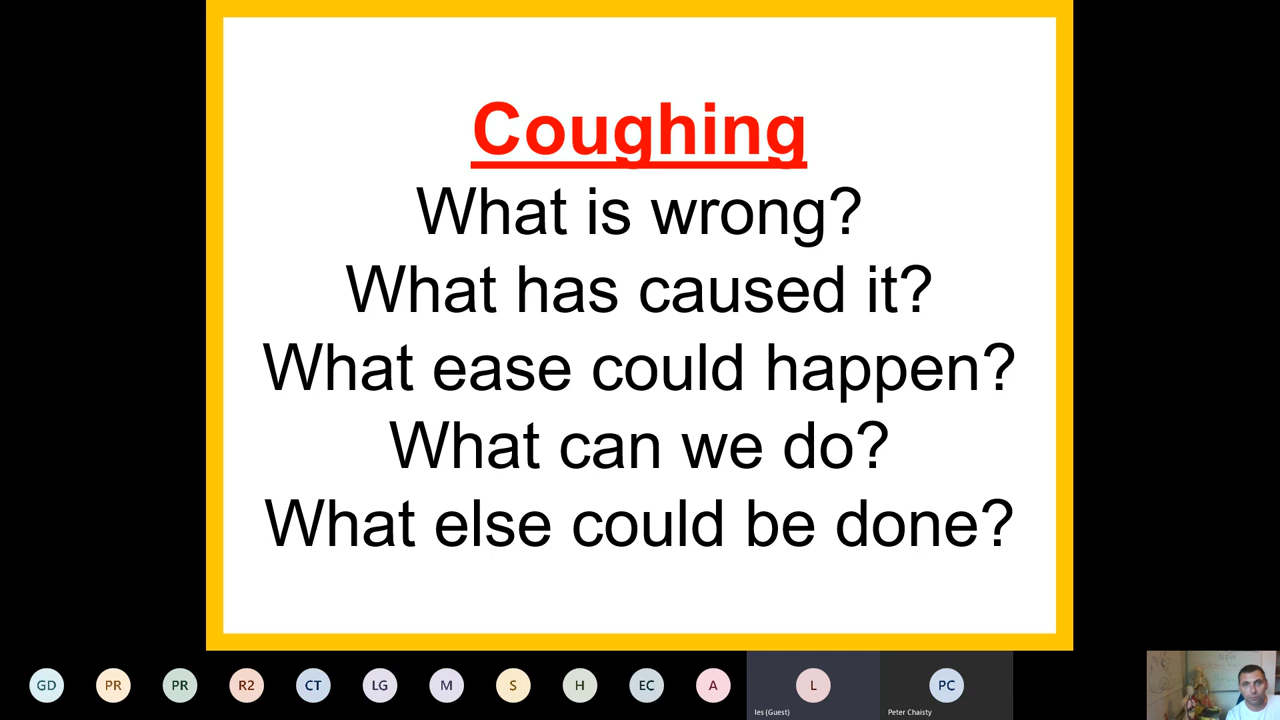 Coughing
What is wrong?
What has caused it?
What ease could happen?
What can we do?
What else could be done?
GD PR PR R2 CT LG M S H EC A L PC
les (Guest) Peter Chaisty